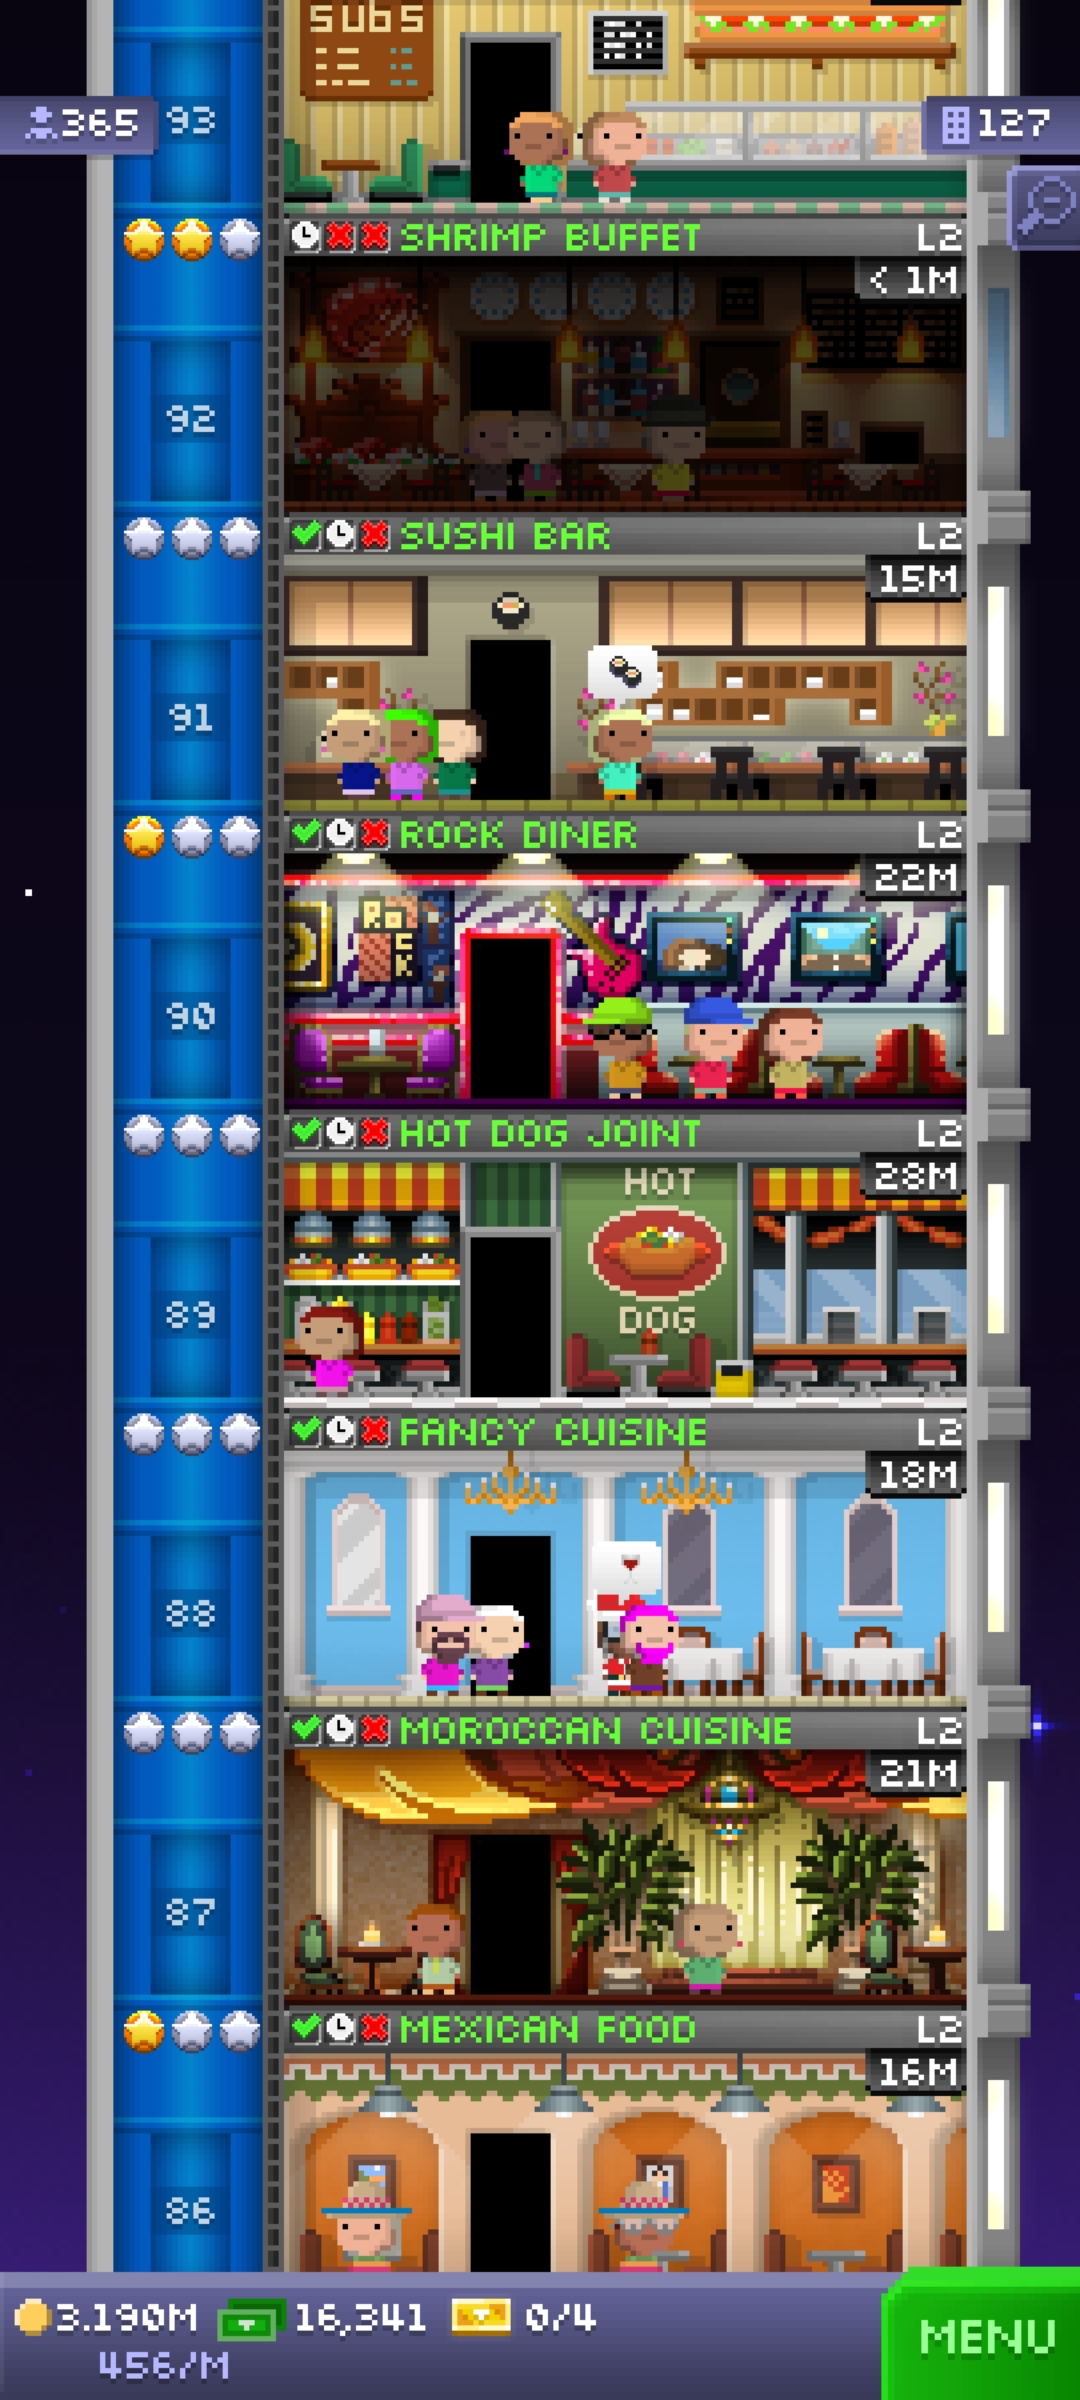 SUBS
365
93
127
SHRIMP BUFFET
L2
< 1M
92
SUSHI BAR
L2
15M
91
ROCK DINER
L2
22M
ROCK
90
HOT DOG JOINT
L2
28M
HOT
DOG
89
FANCY CUISINE
L2
18M
88
MOROCCAN CUISINE
L2
21M
87
MEXICAN FOOD
L2
16M
86
3.190M
16,341
0/4
456/M
MENU